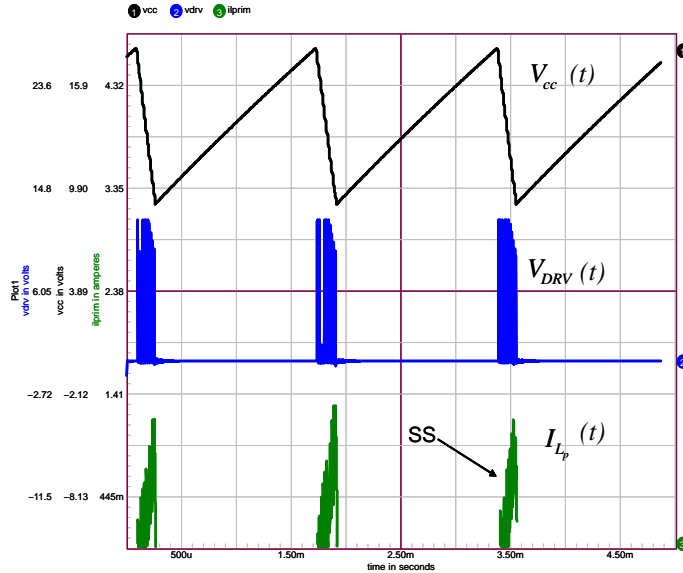 1 vcc 2 vdrv 3 ilprim
V_cc (t)
23.6 15.9 4.32
14.8 9.90 3.35
V_DRV (t)
Plot1
vdrv in volts
vcc in volts
ilprim in amperes
6.05 3.89 2.38
-2.72 -2.12 1.41
SS
I_Lp (t)
-11.5 -8.13 445m
500u 1.50m 2.50m 3.50m 4.50m
time in seconds